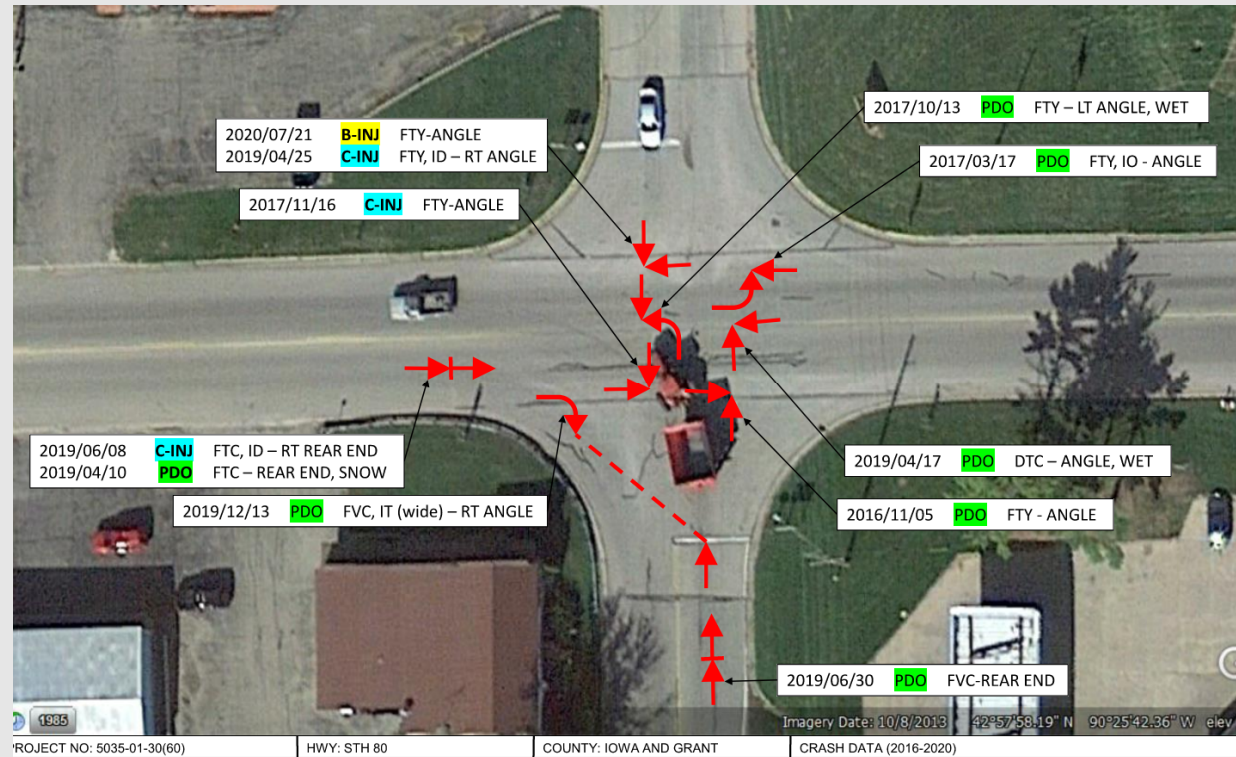 2017/10/13 PDO FTY – LT ANGLE, WET
2020/07/21 B-INJ FTY-ANGLE
2019/04/25 C-INJ FTY, ID – RT ANGLE
2017/03/17 PDO FTY, IO - ANGLE
2017/11/16 C-INJ FTY-ANGLE
2019/06/08 C-INJ FTC, ID – RT REAR END
2019/04/10 PDO FTC – REAR END, SNOW
2019/04/17 PDO DTC – ANGLE, WET
2019/12/13 PDO FVC, IT (wide) – RT ANGLE
2016/11/05 PDO FTY - ANGLE
2019/06/30 PDO FVC-REAR END
1985
Imagery Date: 10/8/2013 42°57'58.19" N 90°25'42.36" W elev
ROJECT NO: 5035-01-30(60) HWY: STH 80 COUNTY: IOWA AND GRANT CRASH DATA (2016-2020)